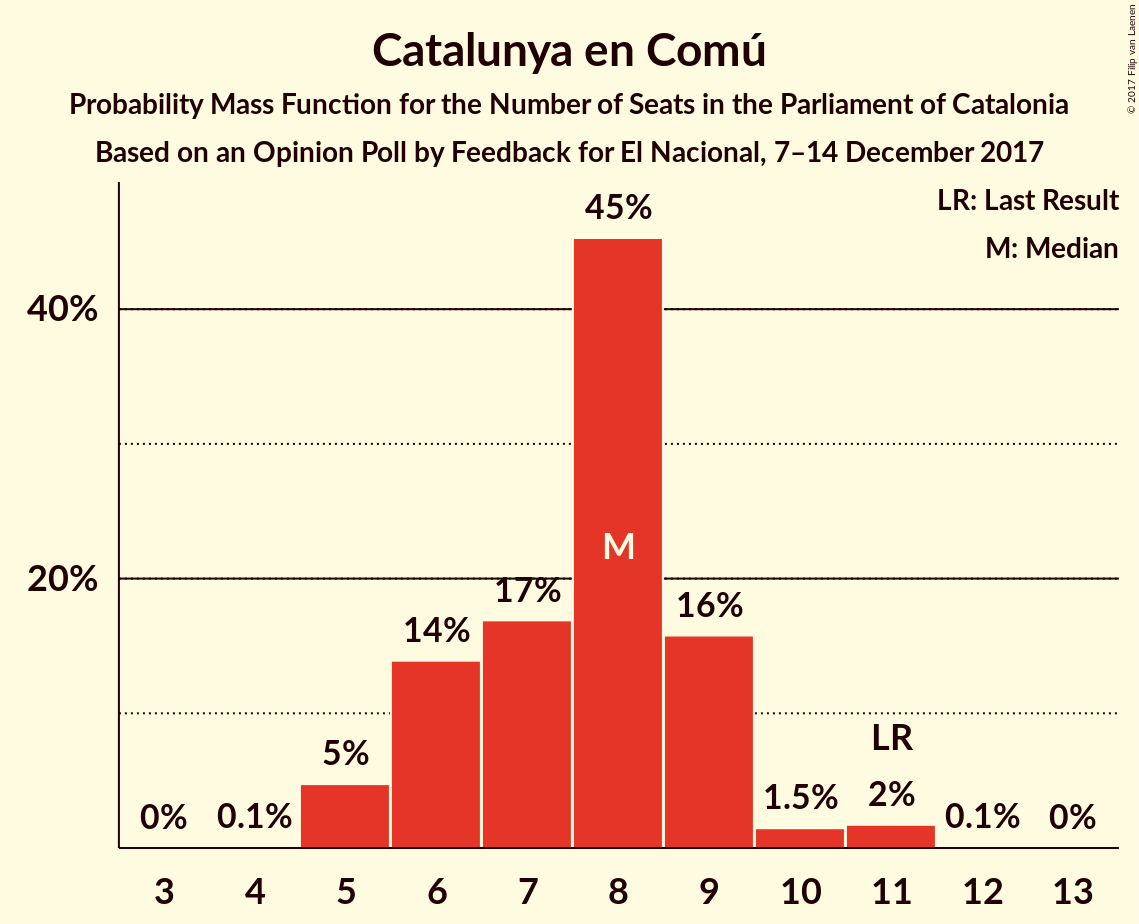 Catalunya en Comú
Probability Mass Function for the Number of Seats in the Parliament of Catalonia
Based on an Opinion Poll by Feedback for El Nacional, 7–14 December 2017
© 2017 Filip van Laenen
LR: Last Result
M: Median
45%
40%
M
20%
17%
16%
14%
LR
5%
0%
0.1%
1.5%
2%
0.1%
0%
3 4 5 6 7 8 9 10 11 12 13